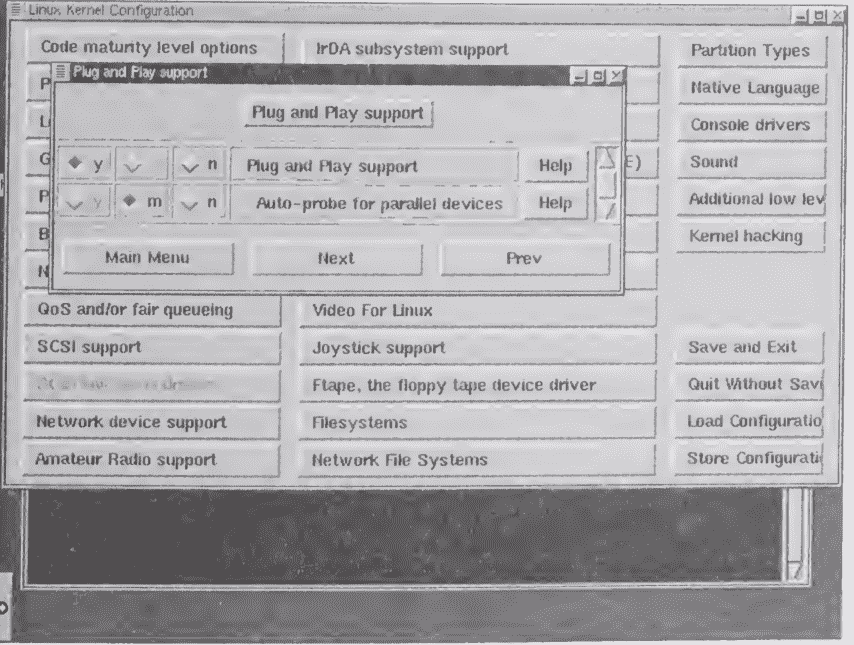 Linux Kernel Configuration
Code maturity level options
IrDA subsystem support
Partition Types
Plug and Play support
P
Native Language
Plug and Play support
L
Console drivers
G
y
n
Plug and Play support
Help
E)
Sound
P
y
m
n
Auto-probe for parallel devices
Help
Additional low lev
B
Kernel hacking
N
Main Menu
Next
Prev
QoS and/or fair queueing
Video For Linux
SCSI support
Joystick support
Save and Exit
Ftape, the floppy tape device driver
Quit Without Savi
Network device support
Filesystems
Load Configuratio
Amateur Radio support
Network File Systems
Store Configurati